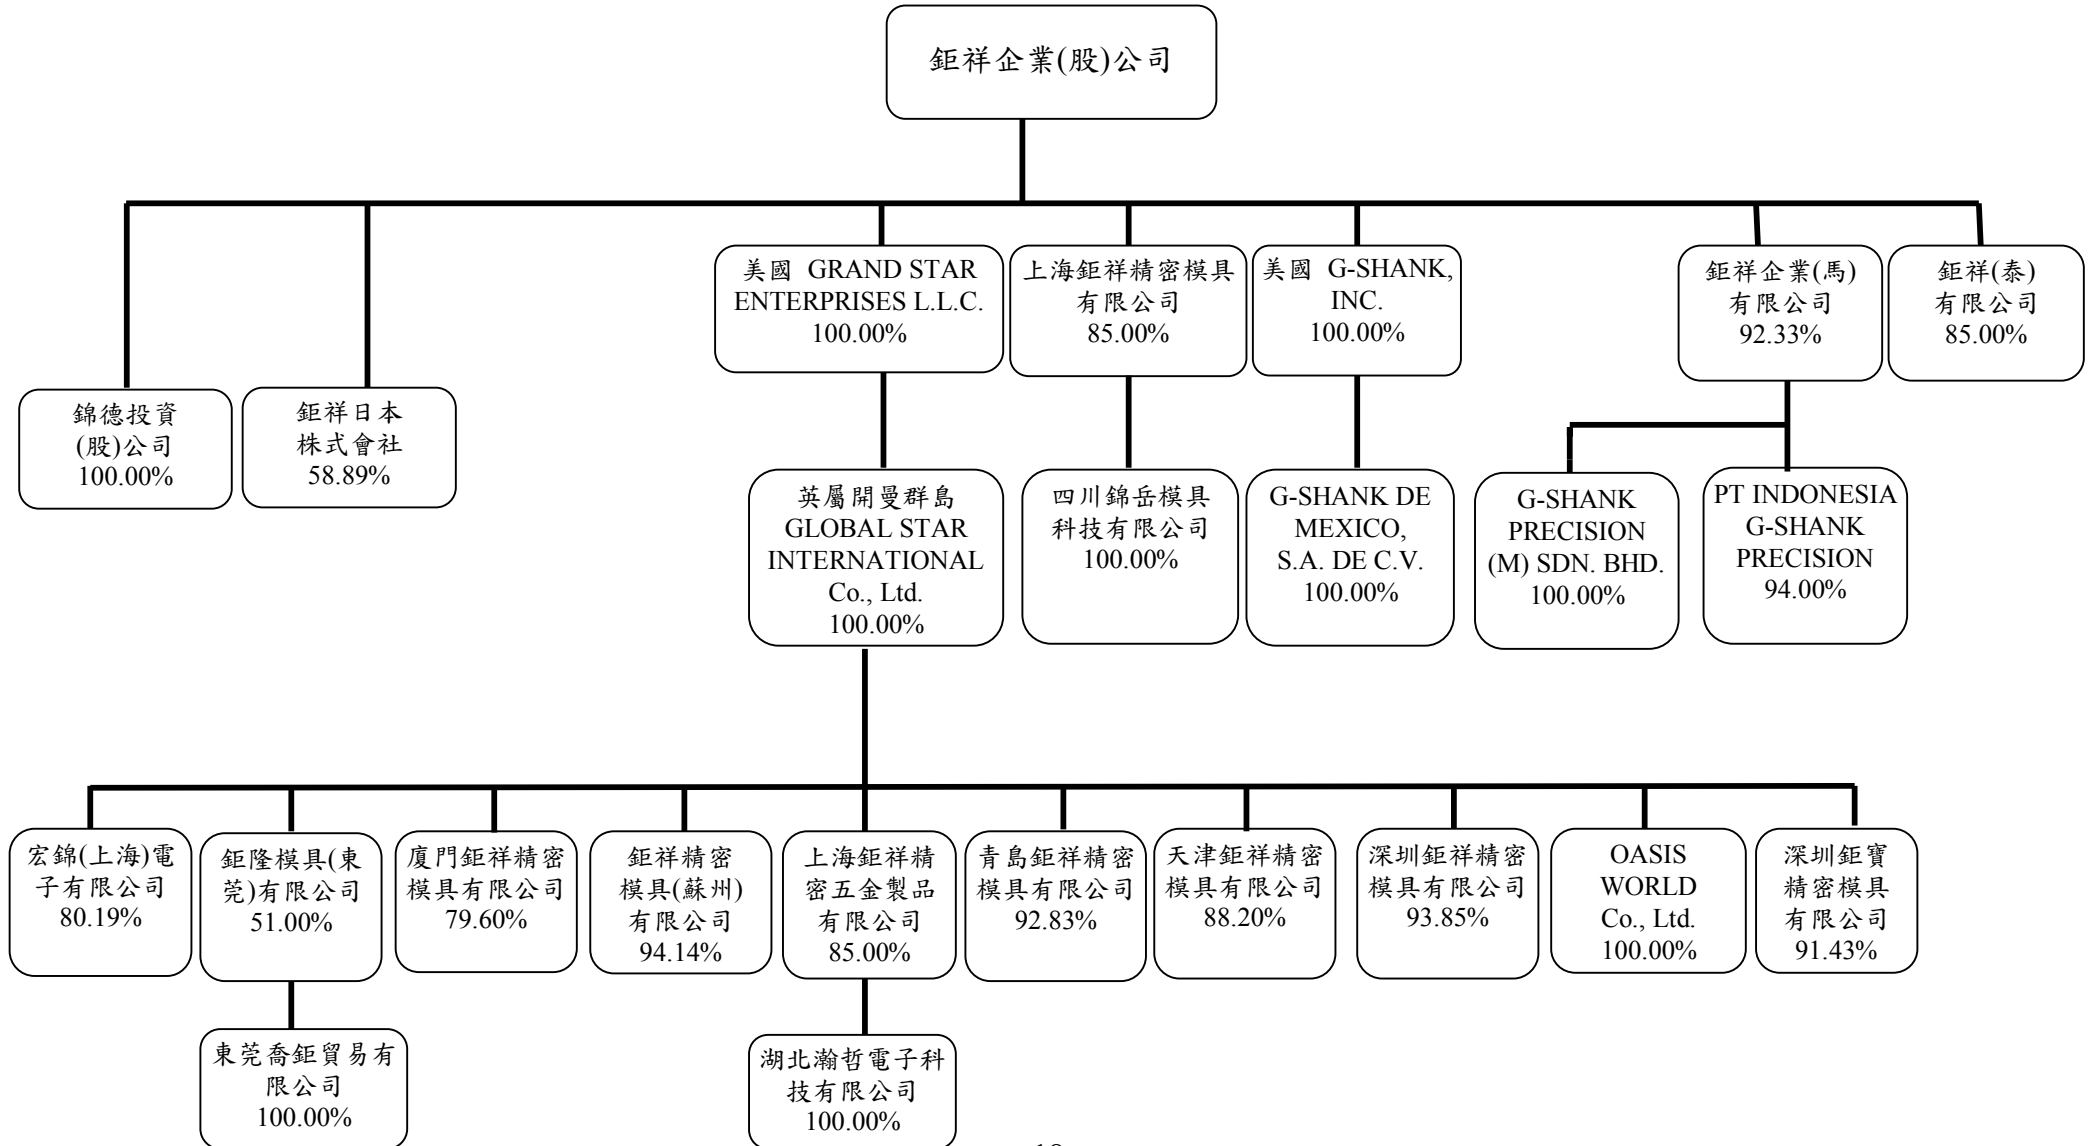 鉅祥企業(股)公司
美國 GRAND STAR
ENTERPRISES L.L.C.
100.00%
上海鉅祥精密模具
有限公司
85.00%
美國 G-SHANK,
INC.
100.00%
鉅祥企業(馬)
有限公司
92.33%
鉅祥(泰)
有限公司
85.00%
錦德投資
(股)公司
100.00%
鉅祥日本
株式會社
58.89%
英屬開曼群島
GLOBAL STAR
INTERNATIONAL
Co., Ltd.
100.00%
四川錦岳模具
科技有限公司
100.00%
G-SHANK DE
MEXICO,
S.A. DE C.V.
100.00%
G-SHANK
PRECISION
(M) SDN. BHD.
100.00%
PT INDONESIA
G-SHANK
PRECISION
94.00%
宏錦(上海)電
子有限公司
80.19%
鉅隆模具(東
莞)有限公司
51.00%
廈門鉅祥精密
模具有限公司
79.60%
鉅祥精密
模具(蘇州)
有限公司
94.14%
上海鉅祥精
密五金製品
有限公司
85.00%
青島鉅祥精密
模具有限公司
92.83%
天津鉅祥精密
模具有限公司
88.20%
深圳鉅祥精密
模具有限公司
93.85%
OASIS
WORLD
Co., Ltd.
100.00%
深圳鉅寶
精密模具
有限公司
91.43%
東莞喬鉅貿易有
限公司
100.00%
湖北瀚哲電子科
技有限公司
100.00%